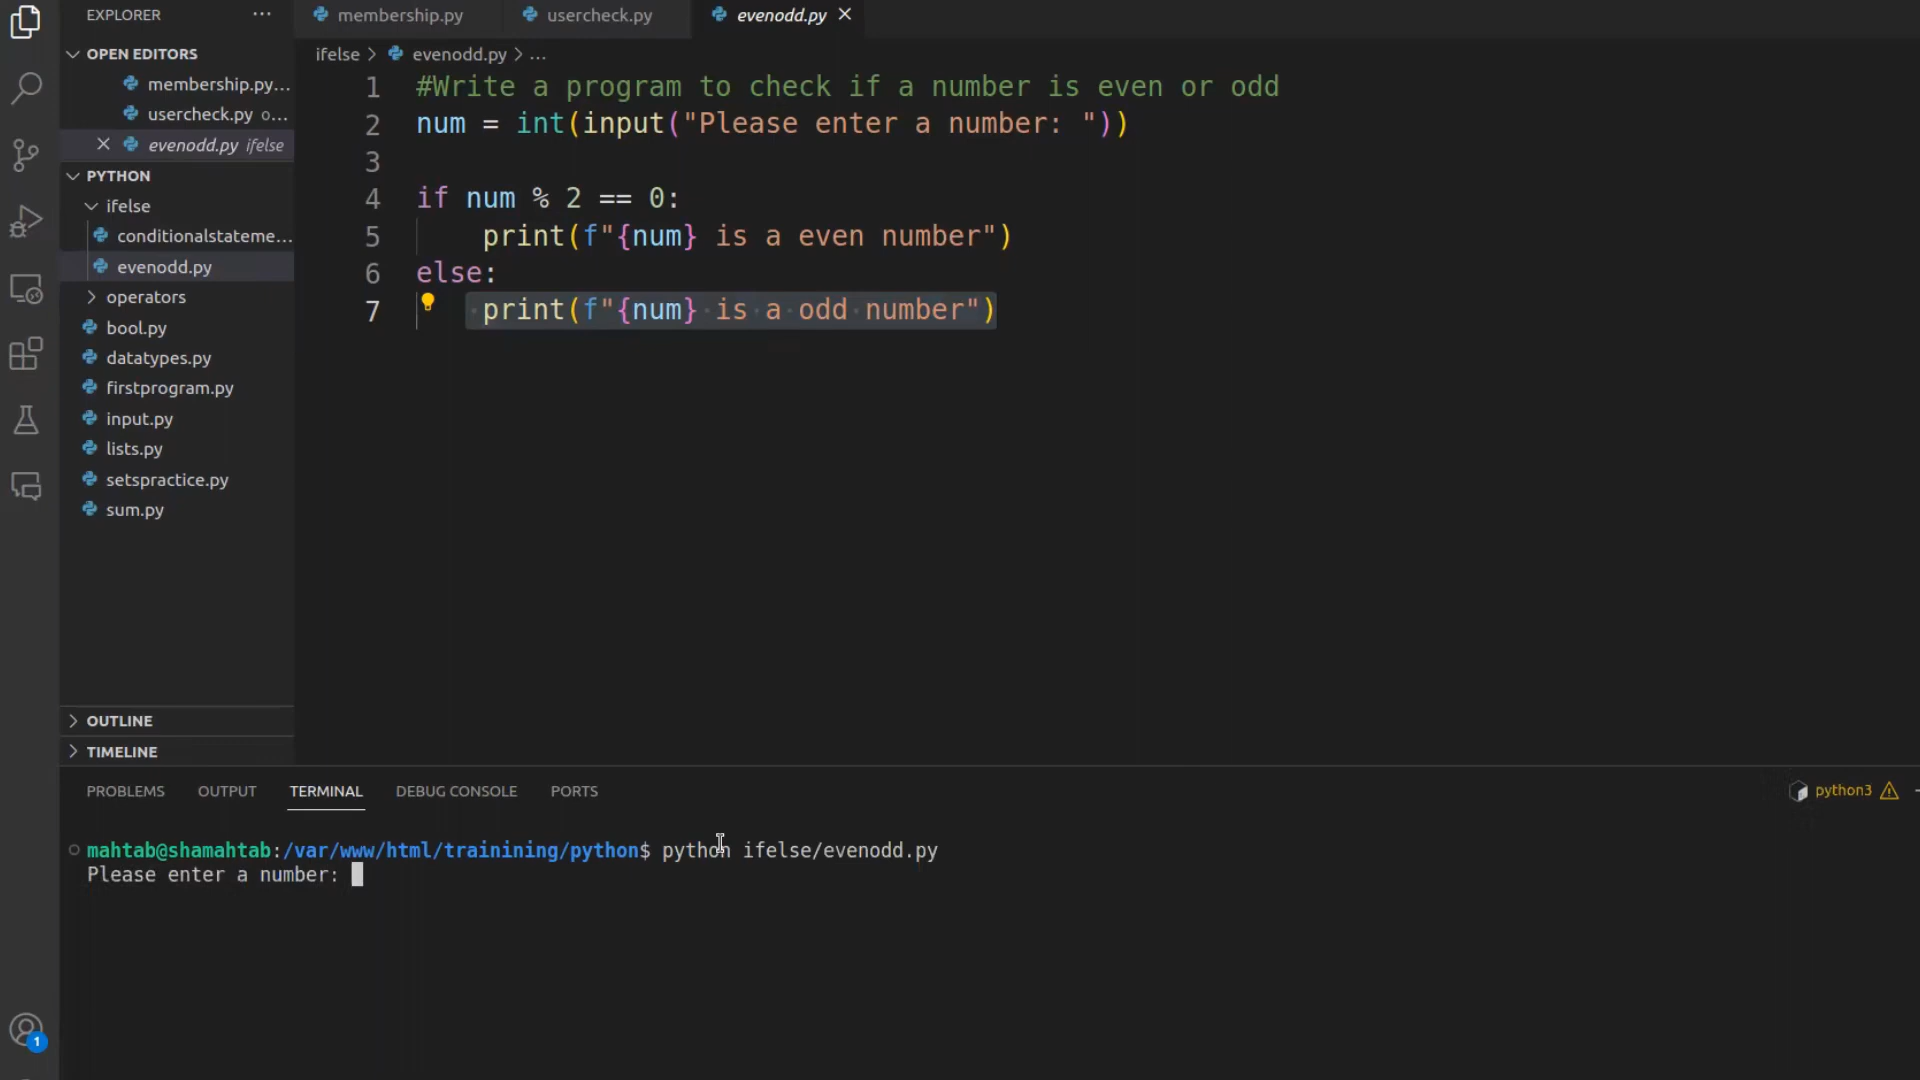 EXPLORER
membership.py
usercheck.py
evenodd.py
OPEN EDITORS
membership.py...
usercheck.py o...
evenodd.py ifelse
PYTHON
ifelse
conditionalstateme...
evenodd.py
operators
bool.py
datatypes.py
firstprogram.py
input.py
lists.py
setspractice.py
sum.py
OUTLINE
TIMELINE
ifelse > evenodd.py > ...
1 #Write a program to check if a number is even or odd
2 num = int(input("Please enter a number: "))
3
4 if num % 2 == 0:
5 print(f"{num} is a even number")
6 else:
7 print(f"{num} is a odd number")
PROBLEMS OUTPUT TERMINAL DEBUG CONSOLE PORTS
python3
mahtab@shamahtab:/var/www/html/trainining/python$ python ifelse/evenodd.py
Please enter a number:
1